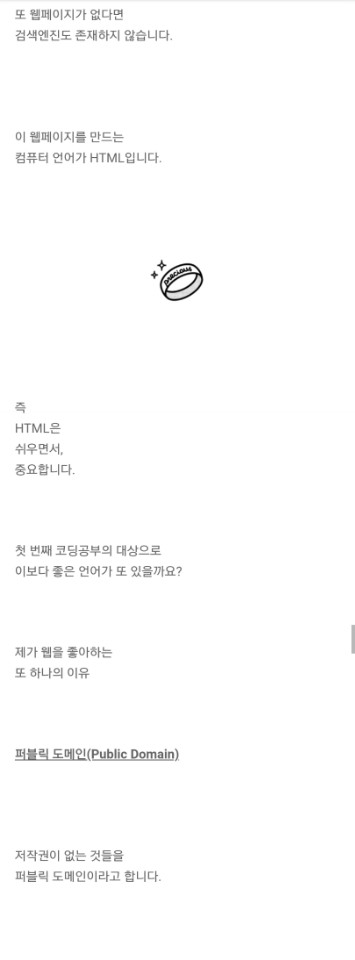 또 웹페이지가 없다면
검색엔진도 존재하지 않습니다.
이 웹페이지를 만드는
컴퓨터 언어가 HTML입니다.
즉
HTML은
쉬우면서,
중요합니다.
첫 번째 코딩공부의 대상으로
이보다 좋은 언어가 또 있을까요?
제가 웹을 좋아하는
또 하나의 이유
퍼블릭 도메인(Public Domain)
저작권이 없는 것들을
퍼블릭 도메인이라고 합니다.